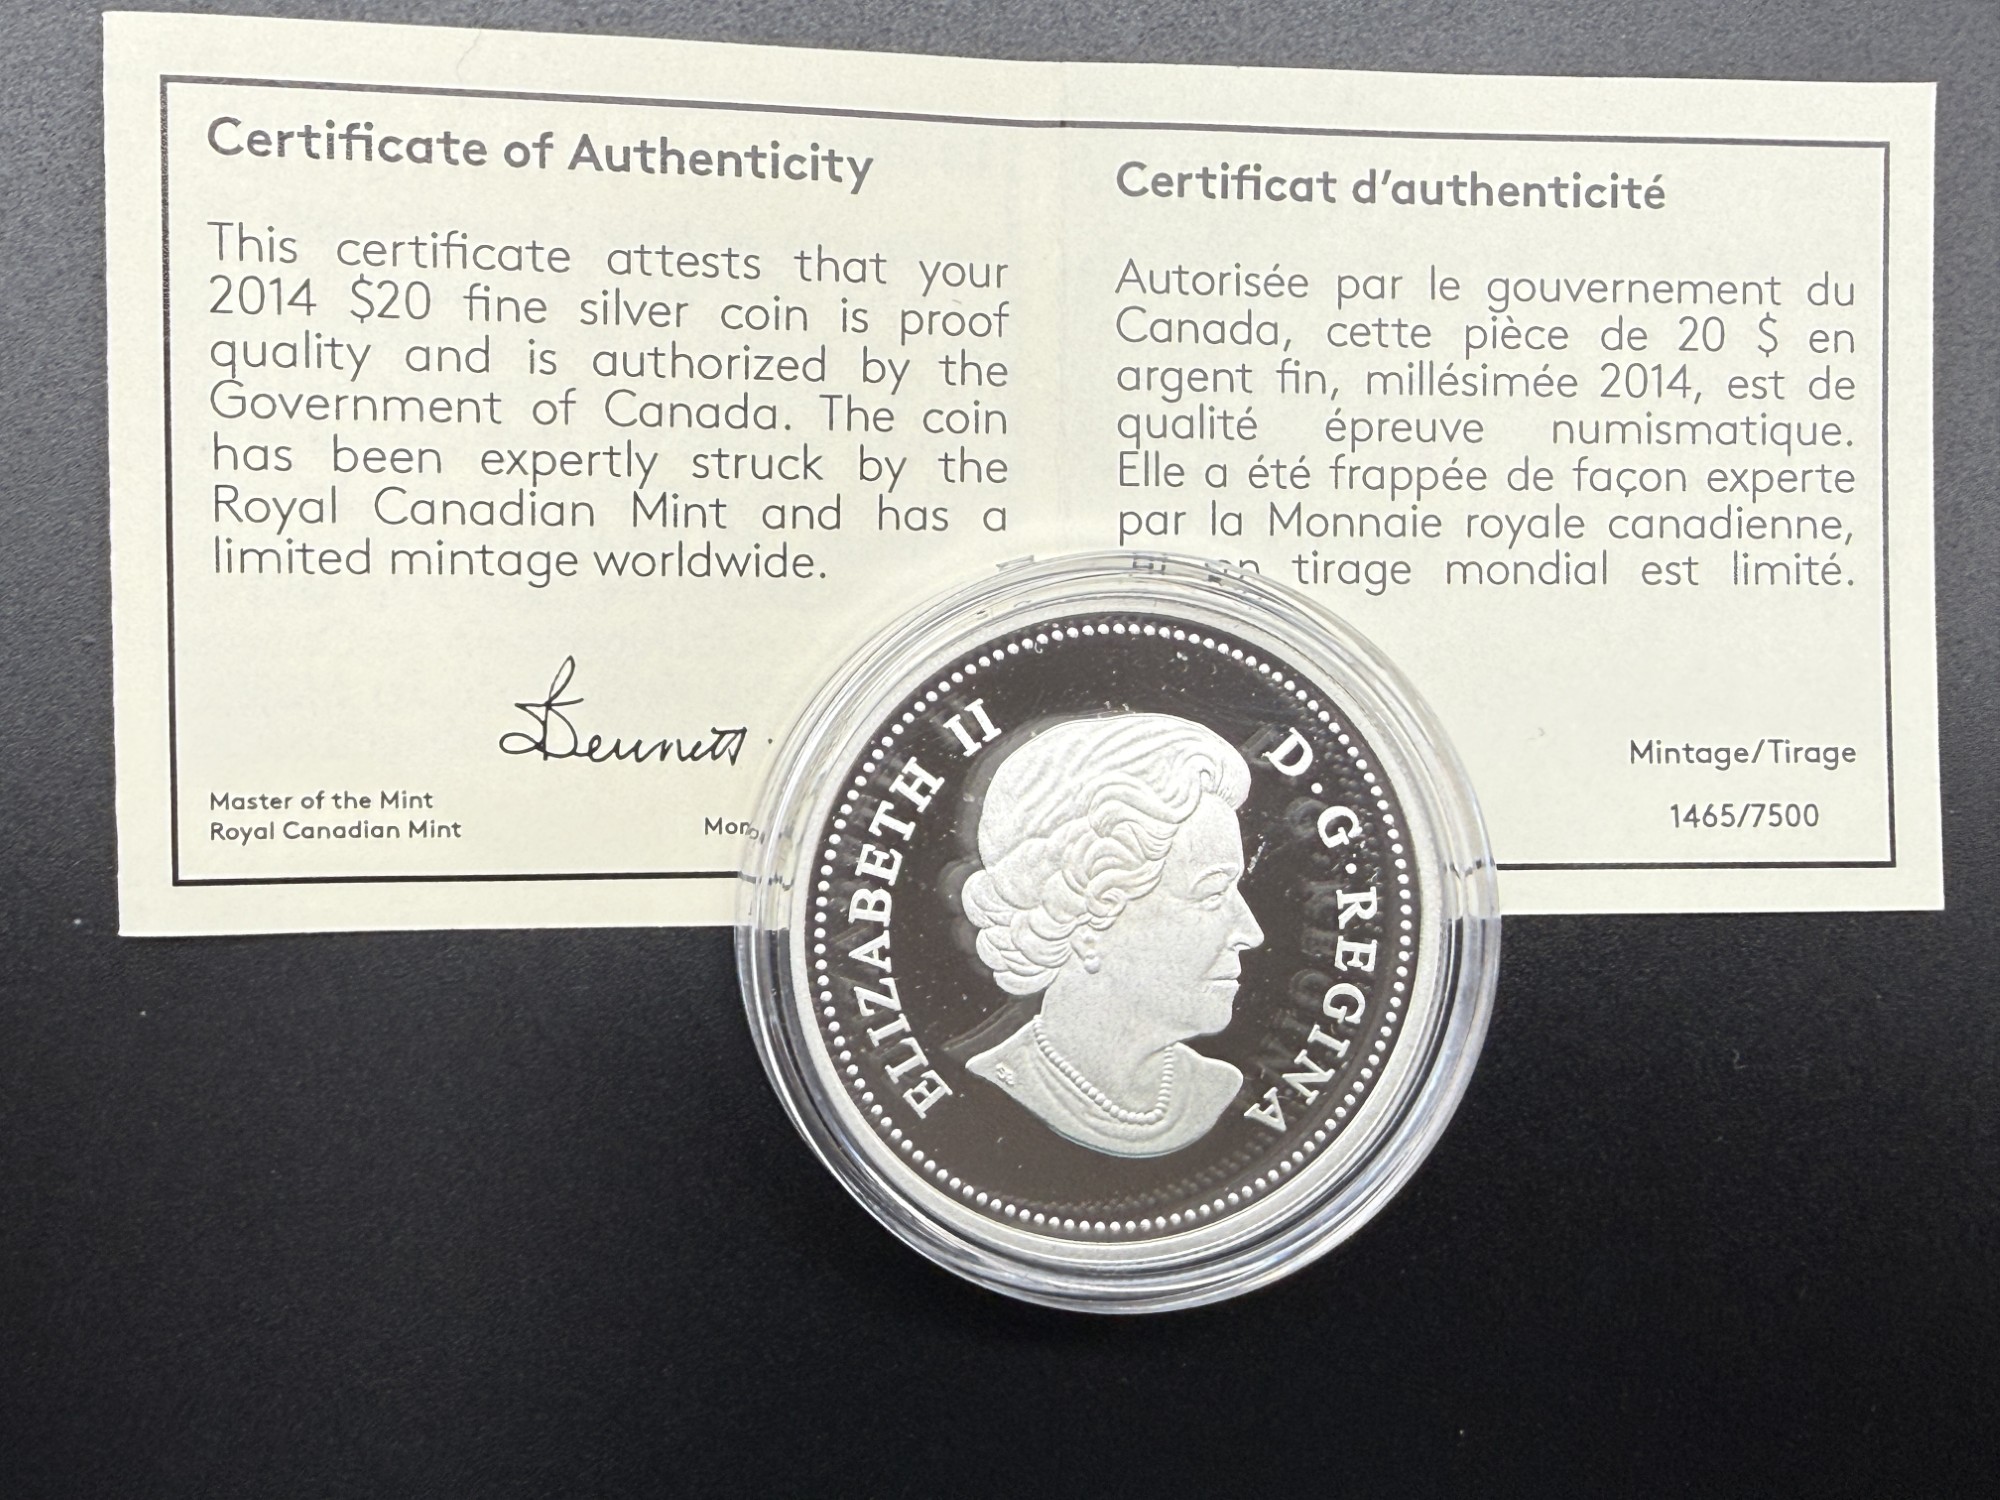 Certificate of Authenticity
This certificate attests that your
2014 $20 fine silver coin is proof
quality and is authorized by the
Government of Canada. The coin
has been expertly struck by the
Royal Canadian Mint and has a
limited mintage worldwide.
Bennett
Master of the Mint
Royal Canadian Mint
Certificat d'authenticité
Autorisée par le gouvernement du
Canada, cette pièce de 20 $ en
argent fin, millésimée 2014, est de
qualité épreuve numismatique.
Elle a été frappée de façon experte
par la Monnaie royale canadienne,
tirage mondial est limité.
Mintage/Tirage
1465/7500
ELIZABETH II D.G.REGINA